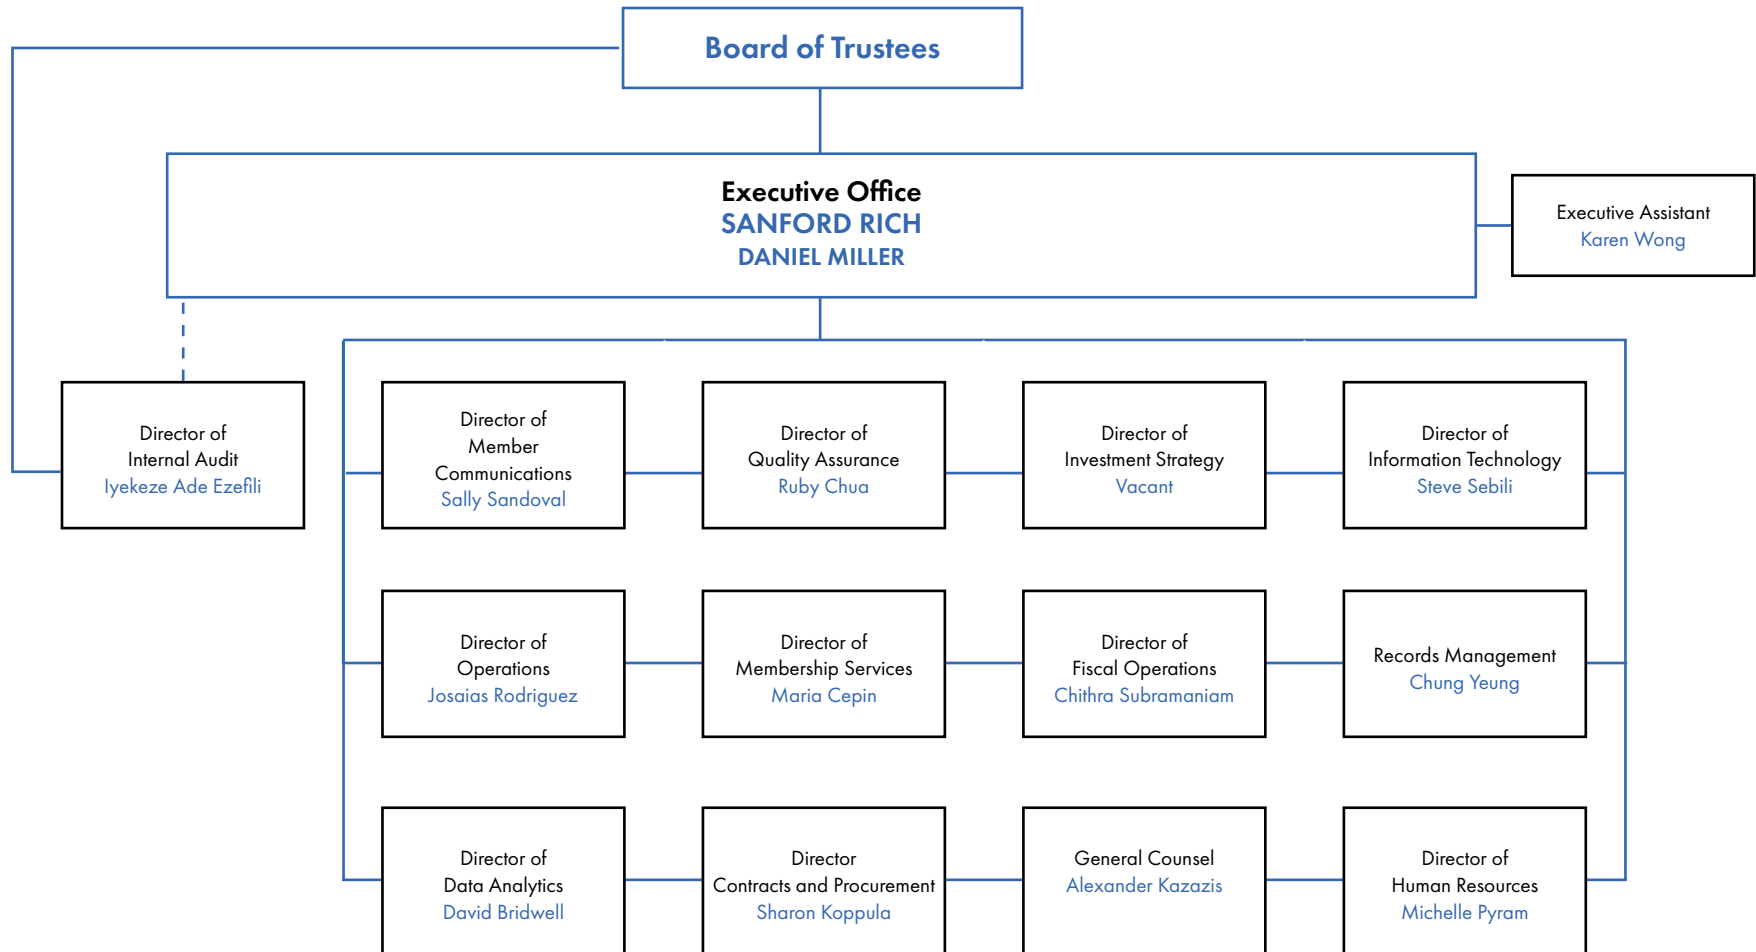 Board of Trustees
Executive Office
SANFORD RICH
DANIEL MILLER
Executive Assistant
Karen Wong
Director of
Internal Audit
Iyekeze Ade Ezefili
Director of
Member
Communications
Sally Sandoval
Director of
Quality Assurance
Ruby Chua
Director of
Investment Strategy
Vacant
Director of
Information Technology
Steve Sebili
Director of
Operations
Josaias Rodriguez
Director of
Membership Services
Maria Cepin
Director of
Fiscal Operations
Chithra Subramaniam
Records Management
Chung Yeung
Director of
Data Analytics
David Bridwell
Director
Contracts and Procurement
Sharon Koppula
General Counsel
Alexander Kazazis
Director of
Human Resources
Michelle Pyram